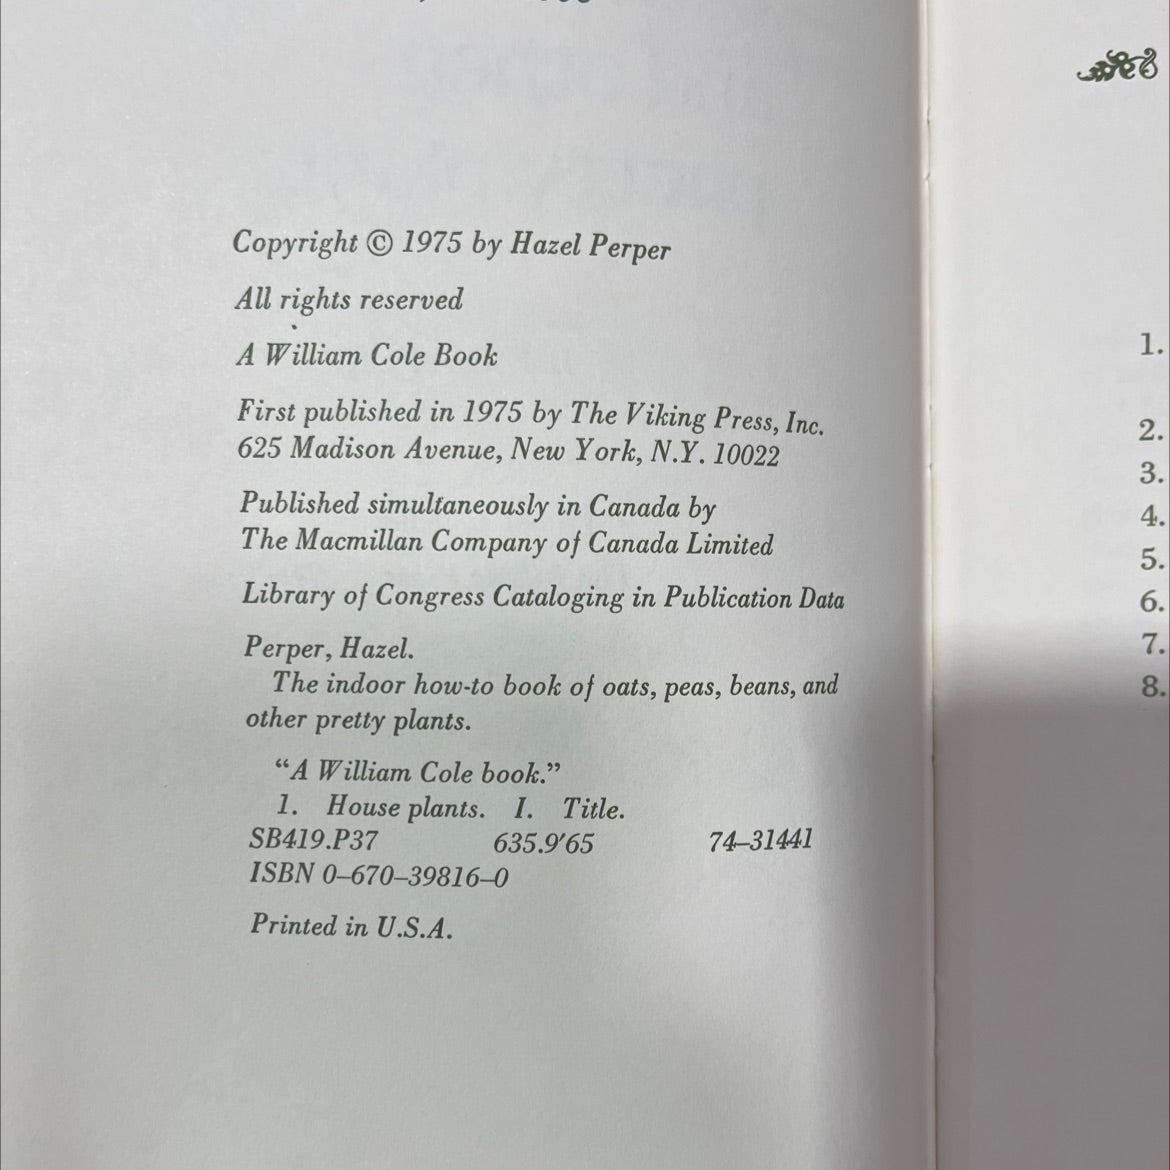 Copyright © 1975 by Hazel Perper
All rights reserved
A William Cole Book
First published in 1975 by The Viking Press, Inc.
625 Madison Avenue, New York, N.Y. 10022
Published simultaneously in Canada by
The Macmillan Company of Canada Limited
Library of Congress Cataloging in Publication Data
Perper, Hazel.
The indoor how-to book of oats, peas, beans, and
other pretty plants.
“A William Cole book.”
1. House plants. I. Title.
SB419.P37 635.9′65 74–31441
ISBN 0–670–39816–0
Printed in U.S.A.
1.
2.
3.
4.
5.
6.
7.
8.